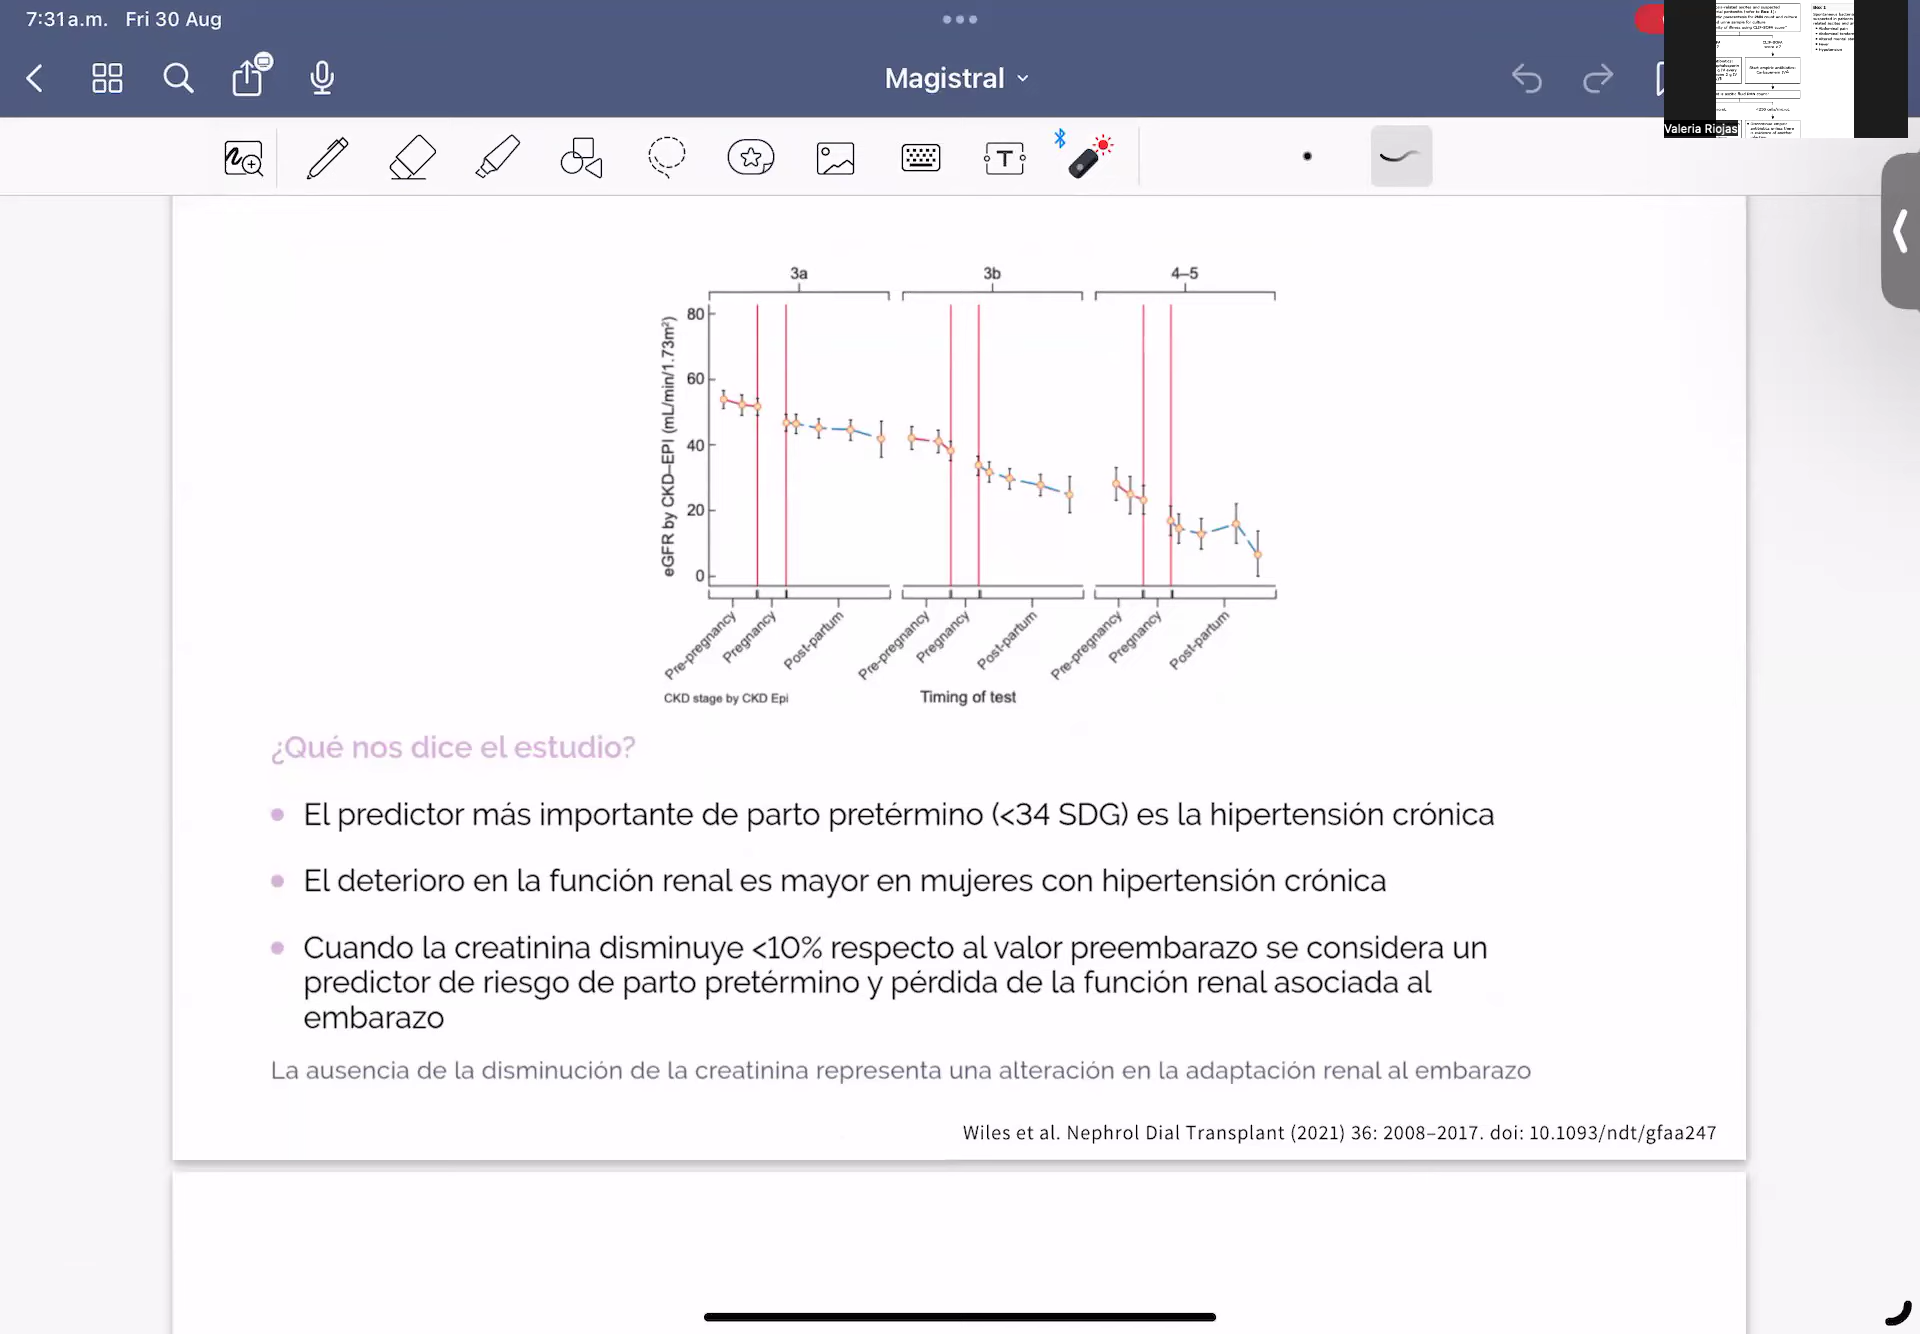 7:31a.m. Fri 30 Aug
Magistral
Valeria Riojas
Box 1
T
3a 3b 4–5
eGFR by CKD–EPI (mL/min/1.73m²)
80
60
40
20
0
Pre-pregnancy Pregnancy Post-partum Pre-pregnancy Pregnancy Post-partum Pre-pregnancy Pregnancy Post-partum
CKD stage by CKD Epi Timing of test
¿Qué nos dice el estudio?
El predictor más importante de parto pretérmino (<34 SDG) es la hipertensión crónica
El deterioro en la función renal es mayor en mujeres con hipertensión crónica
Cuando la creatinina disminuye <10% respecto al valor preembarazo se considera un
predictor de riesgo de parto pretérmino y pérdida de la función renal asociada al
embarazo
La ausencia de la disminución de la creatinina representa una alteración en la adaptación renal al embarazo
Wiles et al. Nephrol Dial Transplant (2021) 36: 2008–2017. doi: 10.1093/ndt/gfaa247